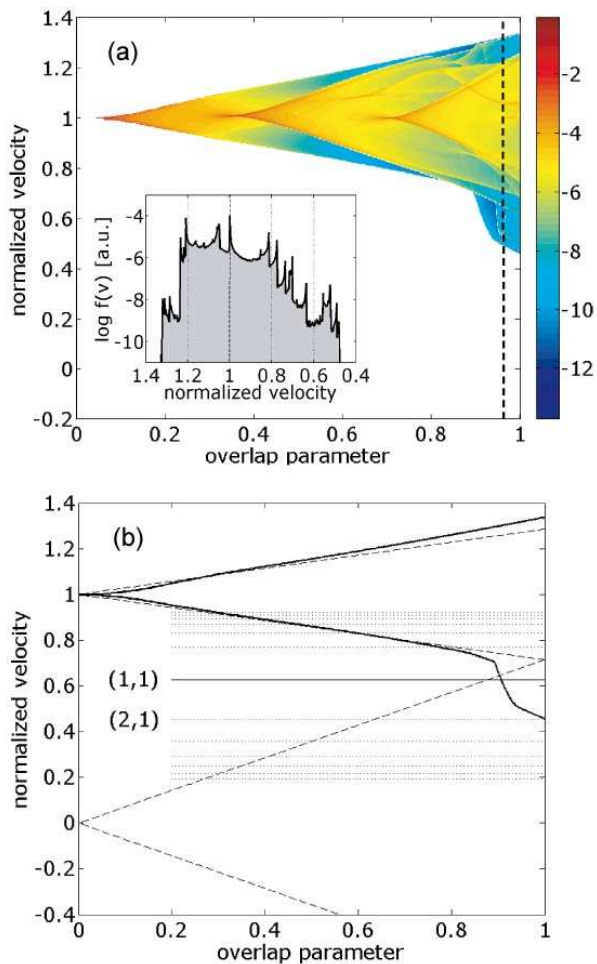 1.4
1.2
1
0.8
0.6
0.4
0.2
0
-0.2
normalized velocity
(a)
-4
-6
-8
-10
log f(v) [a.u.]
1.4 1.2 1 0.8 0.6 0.4
normalized velocity
0 0.2 0.4 0.6 0.8 1
overlap parameter
-2
-4
-6
-8
-10
-12
1.4
1.2
1
0.8
0.6
0.4
0.2
0
-0.2
-0.4
normalized velocity
(b)
(1,1)
(2,1)
0 0.2 0.4 0.6 0.8 1
overlap parameter